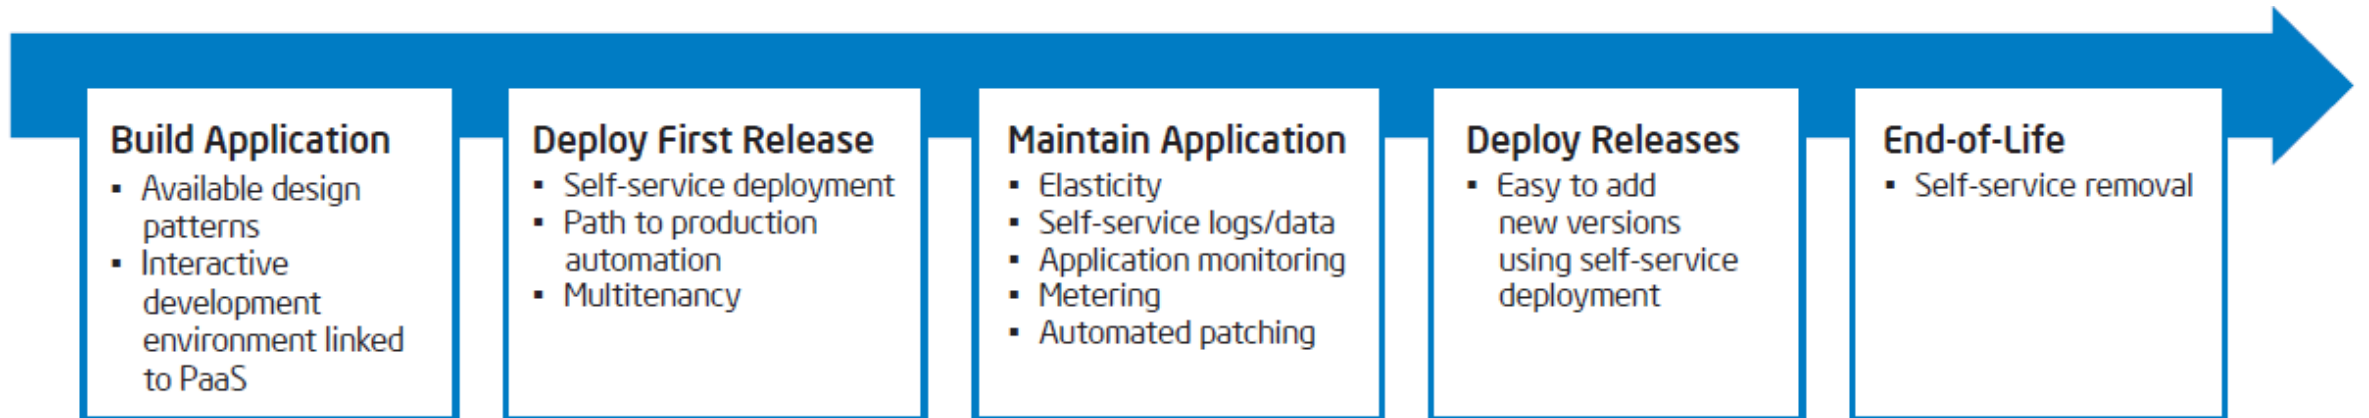 Build Application
▪ Available design
patterns
▪ Interactive
development
environment linked
to PaaS
Deploy First Release
▪ Self-service deployment
▪ Path to production
automation
▪ Multitenancy
Maintain Application
▪ Elasticity
▪ Self-service logs/data
▪ Application monitoring
▪ Metering
▪ Automated patching
Deploy Releases
▪ Easy to add
new versions
using self-service
deployment
End-of-Life
▪ Self-service removal